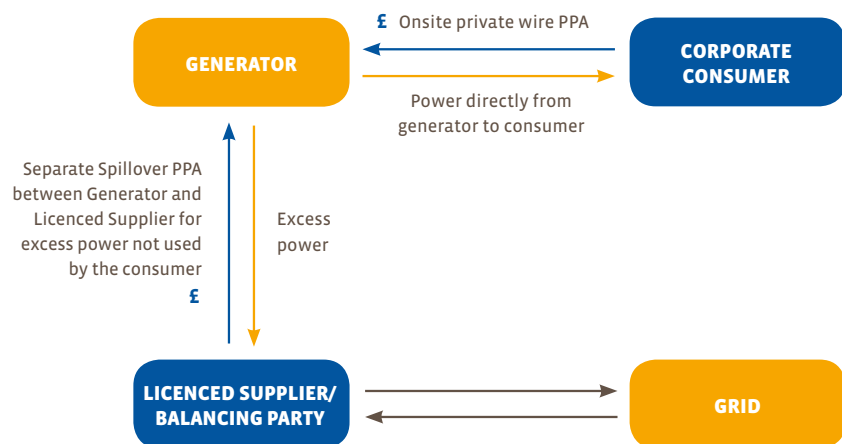 £ Onsite private wire PPA
GENERATOR
CORPORATE
CONSUMER
Power directly from
generator to consumer
Separate Spillover PPA
between Generator and
Licenced Supplier for
excess power not used
by the consumer
£
Excess
power
LICENCED SUPPLIER/
BALANCING PARTY
GRID